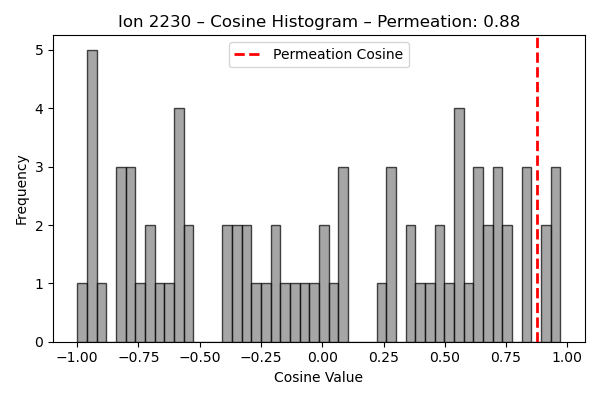 Ion 2230 – Cosine Histogram – Permeation: 0.88
Permeation Cosine
Frequency
5
4
3
2
1
0
−1.00 −0.75 −0.50 −0.25 0.00 0.25 0.50 0.75 1.00
Cosine Value